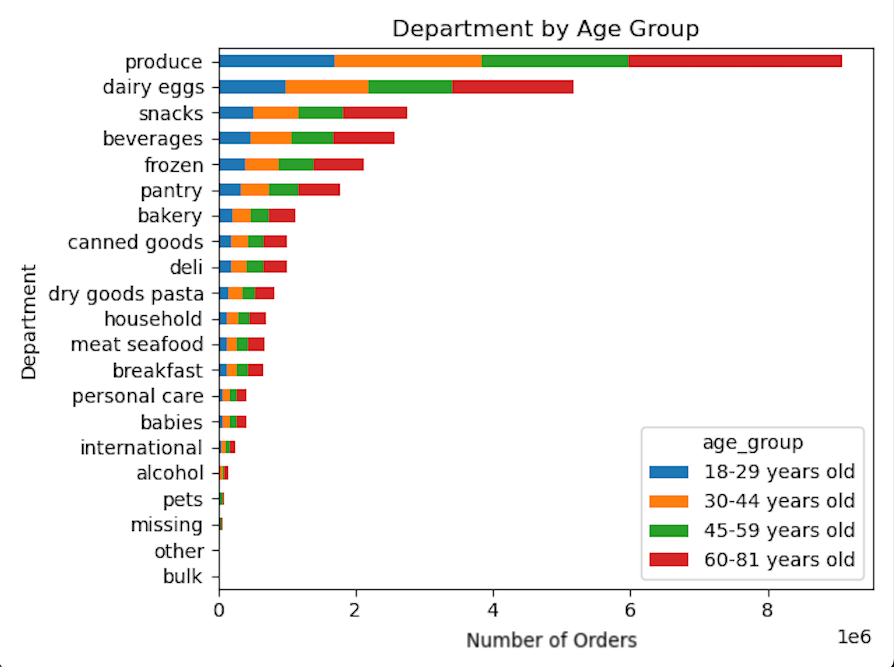 Department by Age Group
Department
produce
dairy eggs
snacks
beverages
frozen
pantry
bakery
canned goods
deli
dry goods pasta
household
meat seafood
breakfast
personal care
babies
international
alcohol
pets
missing
other
bulk
age_group
18-29 years old
30-44 years old
45-59 years old
60-81 years old
0 2 4 6 8
1e6
Number of Orders